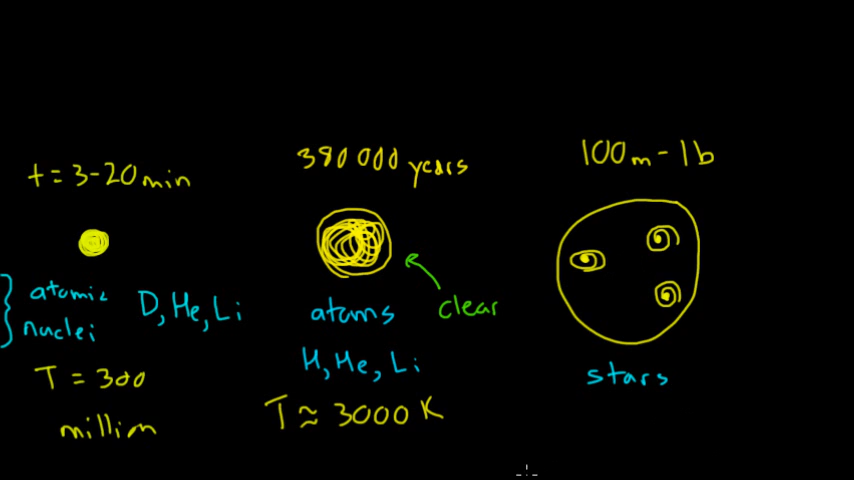 t = 3-20 min
} atomic nuclei D, He, Li
T = 300 million
380 000 years
clear
atoms
H, He, Li
T ≈ 3000 K
100m - 1b
stars